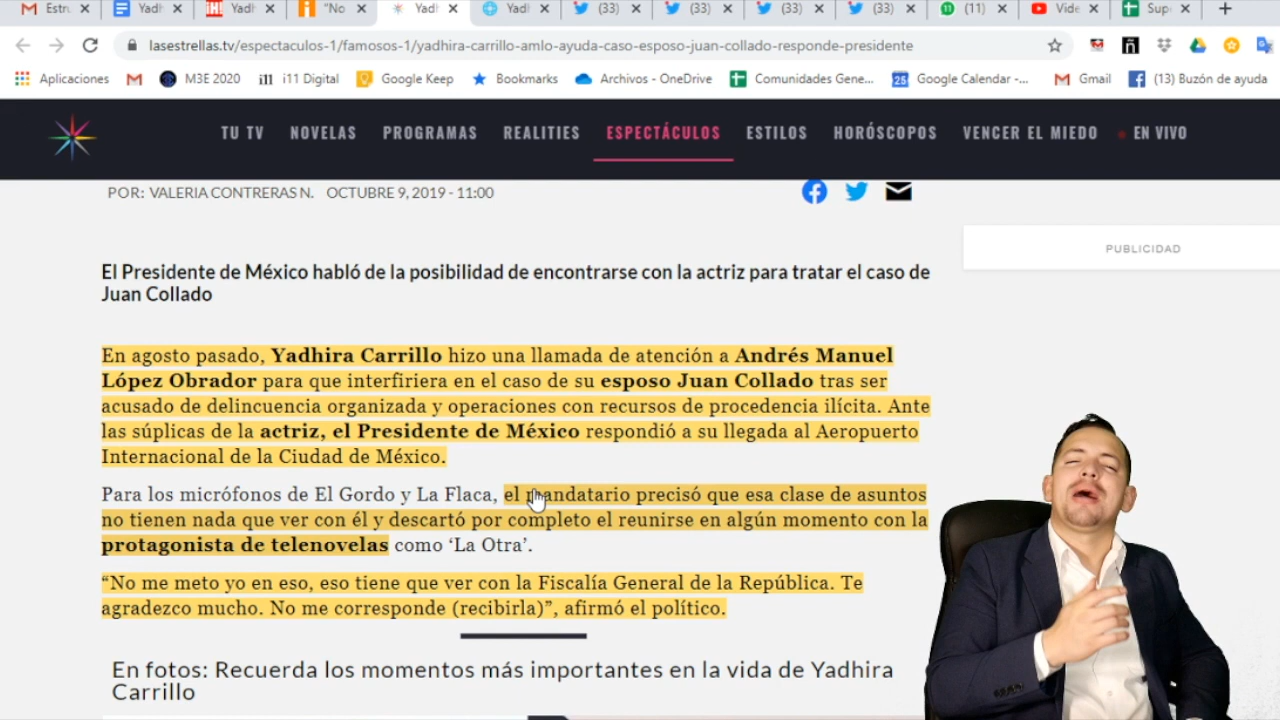 Estru
Yadh
Yadh
"No
Yadh
Yadh
(33)
(33)
(33)
(33)
(11)
Vide
Sup
lasestrellas.tv/espectaculos-1/famosos-1/yadhira-carrillo-amlo-ayuda-caso-esposo-juan-collado-responde-presidente
Aplicaciones M3E 2020 i11 i11 Digital Google Keep Bookmarks Archivos - OneDrive Comunidades Gene... Google Calendar -... Gmail (13) Buzón de ayuda
TU TV NOVELAS PROGRAMAS REALITIES ESPECTÁCULOS ESTILOS HORÓSCOPOS VENCER EL MIEDO EN VIVO
POR: VALERIA CONTRERAS N. OCTUBRE 9, 2019 - 11:00
PUBLICIDAD
El Presidente de México habló de la posibilidad de encontrarse con la actriz para tratar el caso de
Juan Collado
En agosto pasado, Yadhira Carrillo hizo una llamada de atención a Andrés Manuel
López Obrador para que interfiriera en el caso de su esposo Juan Collado tras ser
acusado de delincuencia organizada y operaciones con recursos de procedencia ilícita. Ante
las súplicas de la actriz, el Presidente de México respondió a su llegada al Aeropuerto
Internacional de la Ciudad de México.
Para los micrófonos de El Gordo y La Flaca, el mandatario precisó que esa clase de asuntos
no tienen nada que ver con él y descartó por completo el reunirse en algún momento con la
protagonista de telenovelas como ‘La Otra’.
“No me meto yo en eso, eso tiene que ver con la Fiscalía General de la República. Te
agradezco mucho. No me corresponde (recibirla)”, afirmó el político.
En fotos: Recuerda los momentos más importantes en la vida de Yadhira
Carrillo